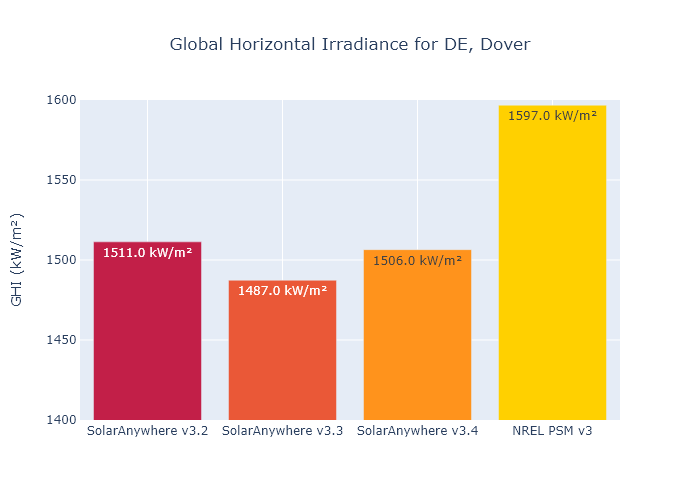 Global Horizontal Irradiance for DE, Dover
GHI (kW/m²)
1600
1550
1500
1450
1400
1511.0 kW/m²
1487.0 kW/m²
1506.0 kW/m²
1597.0 kW/m²
SolarAnywhere v3.2
SolarAnywhere v3.3
SolarAnywhere v3.4
NREL PSM v3